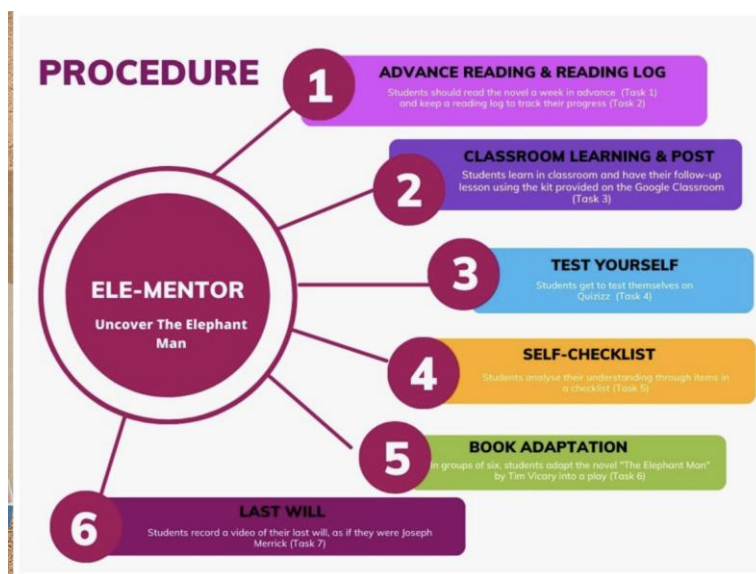 PROCEDURE
1
ADVANCE READING & READING LOG
Students should read the novel a week in advance (Task 1)
and keep a reading log to track their progress (Task 2)
2
CLASSROOM LEARNING & POST
Students learn in classroom and have their follow-up
lesson using the kit provided on the Google Classroom
(Task 3)
ELE-MENTOR
Uncover The Elephant
Man
3
TEST YOURSELF
Students get to test themselves on
Quizizz (Task 4)
4
SELF-CHECKLIST
Students analyse their understanding through items in
a checklist (Task 5)
5
BOOK ADAPTATION
In groups of six, students adapt the novel "The Elephant Man"
by Tim Vicary into a play (Task 6)
6
LAST WILL
Students record a video of their last will, as if they were Joseph
Merrick (Task 7)